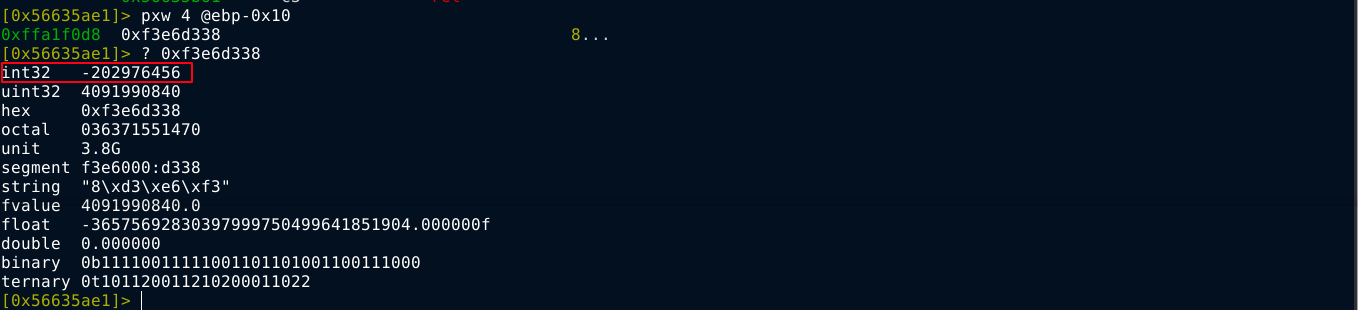 [0x56635ae1]> pxw 4 @ebp-0x10
0xffa1f0d8  0xf3e6d338                                8...
[0x56635ae1]> ? 0xf3e6d338
int32   -202976456
uint32  4091990840
hex     0xf3e6d338
octal   036371551470
unit    3.8G
segment f3e6000:d338
string  "8\xd3\xe6\xf3"
fvalue  4091990840.0
float   -36575692830397999750499641851904.000000f
double  0.000000
binary  0b11110011111001101101001100111000
ternary 0t101120011210200011022
[0x56635ae1]>